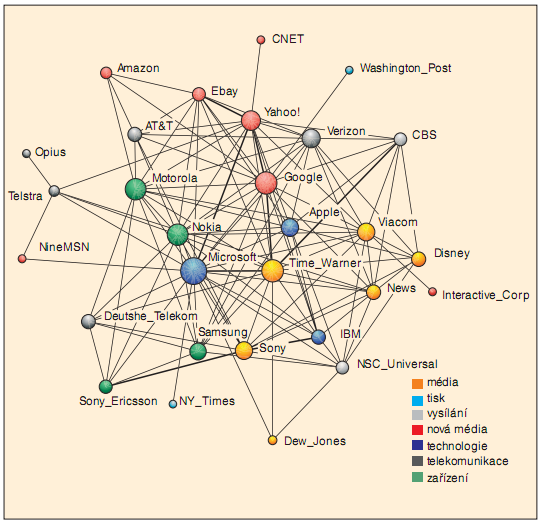 CNET
Amazon
Washington_Post
Ebay
Yahoo!
AT&T
Verizon
CBS
Opius
Motorola
Google
Telstra
Apple
Viacom
Nokia
NineMSN
Microsoft
Time_Warner
Disney
News
Interactive_Corp
Deutshe_Telekom
Samsung
IBM
Sony
NSC_Universal
Sony_Ericsson
NY_Times
Dew_Jones
média
tisk
vysílání
nová média
technologie
telekomunikace
zařízení